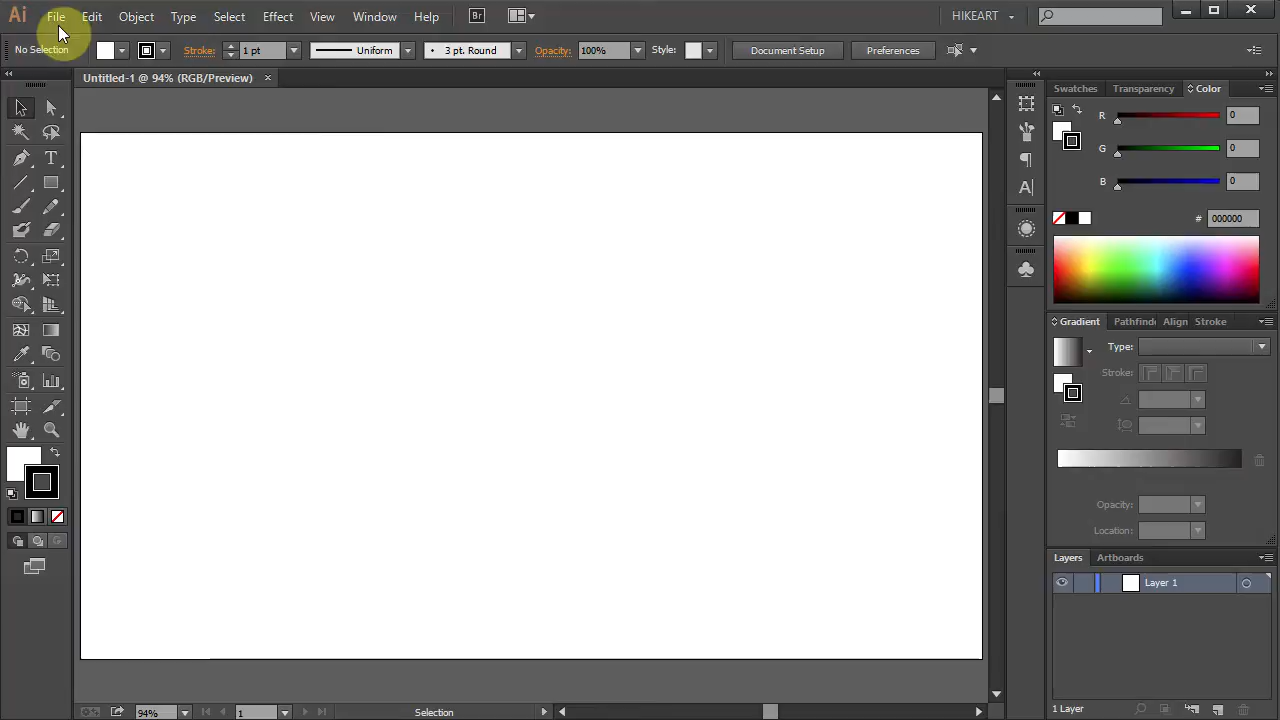 Ai File Edit Object Type Select Effect View Window Help Br HIKEART
No Selection Stroke: 1 pt Uniform 3 pt. Round Opacity: 100% Style: Document Setup Preferences
Untitled-1 @ 94% (RGB/Preview)
Swatches Transparency Color
R 0
G 0
B 0
# 000000
Gradient Pathfind Align Stroke
Type:
Stroke:
Opacity:
Location:
Layers Artboards
Layer 1
1 Layer
94% 1 Selection